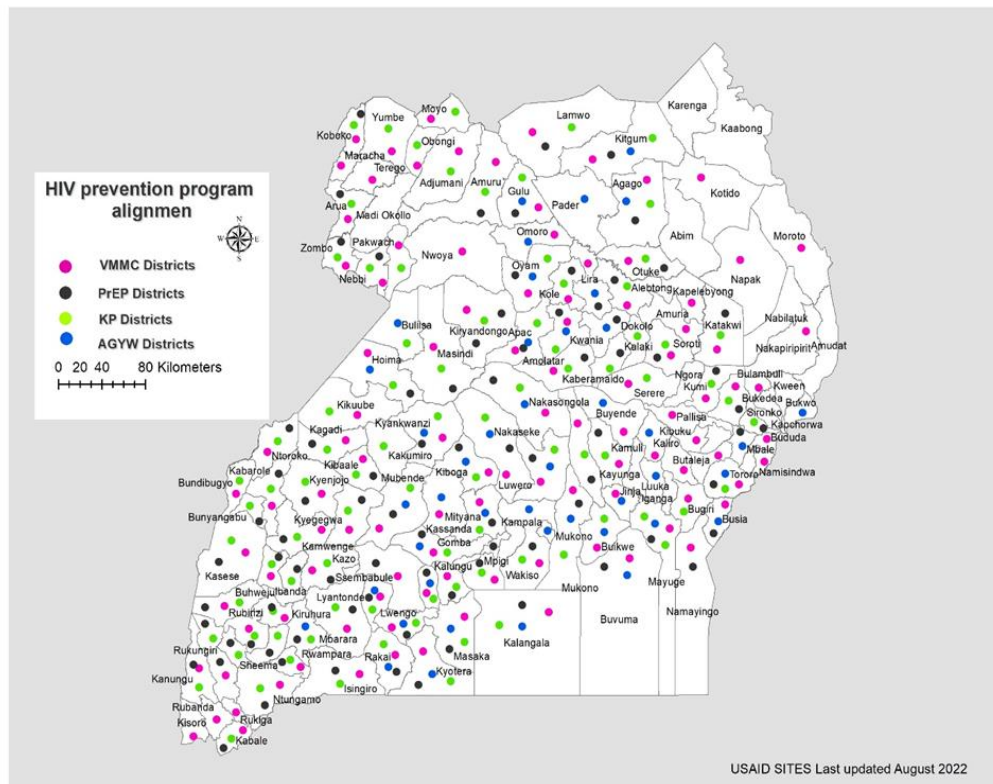 HIV prevention program
alignmen
N
W E
S
VMMC Districts
PrEP Districts
KP Districts
AGYW Districts
0 20 40 80 Kilometers
Karenga
Kaabong
Moyo
Yumbe
Lamwo
Koboko
Kitgum
Obongi
Maracha
Terego
Adjumani
Amuru
Gulu
Agago
Kotido
Pader
Arua
Madi Okollo
Abim
Omoro
Moroto
Zombo
Pakwach
Nwoya
Oyam
Otuke
Napak
Nebbi
Lira
Alebtong
Kole
Kapelebyong
Amuria
Nabilatuk
Buliisa
Kiryandongo
Apac
Kwania
Dokolo
Katakwi
Soroti
Kalaki
Nakapiripirit
Amudat
Hoima
Masindi
Amolatar
Ngora
Bulambuli
Kween
Kaberamaido
Serere
Kumi
Bukedea
Bukwo
Sironko
Kikuube
Nakasongola
Buyende
Pallisa
Kapchorwa
Kagadi
Kyankwanzi
Nakaseke
Kibuku
Bududa
Kaliro
Mbale
Ntoroko
Kibaale
Kakumiro
Kamuli
Butaleja
Namisindwa
Kabarole
Kiboga
Kayunga
Tororo
Kyenjojo
Mubende
Luwero
Luuka
Bundibugyo
Jinja
Iganga
Bugiri
Bunyangabu
Kyegegwa
Mityana
Kampala
Busia
Kassanda
Mukono
Kamwenge
Gomba
Buikwe
Kazo
Mpigi
Kasese
Ssembabule
Kalungu
Wakiso
Mayuge
Buhweju
Ibanda
Mukono
Lyantonde
Namayingo
Rubirizi
Kiruhura
Lwengo
Buvuma
Kalangala
Rukungiri
Mbarara
Rwampara
Rakai
Masaka
Sheema
Kanungu
Kyotera
Isingiro
Ntungamo
Rubanda
Kisoro
Rukiga
Kabale
USAID SITES Last updated August 2022